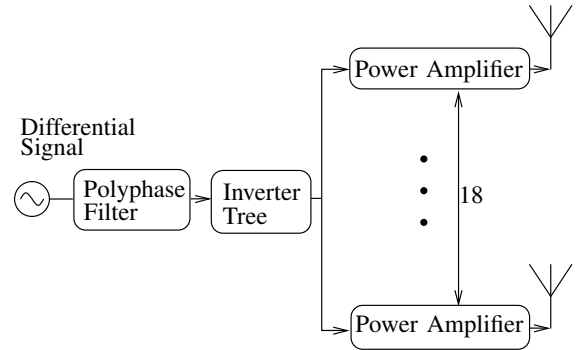 Differential
Signal
Polyphase
Filter
Inverter
Tree
Power Amplifier
18
Power Amplifier